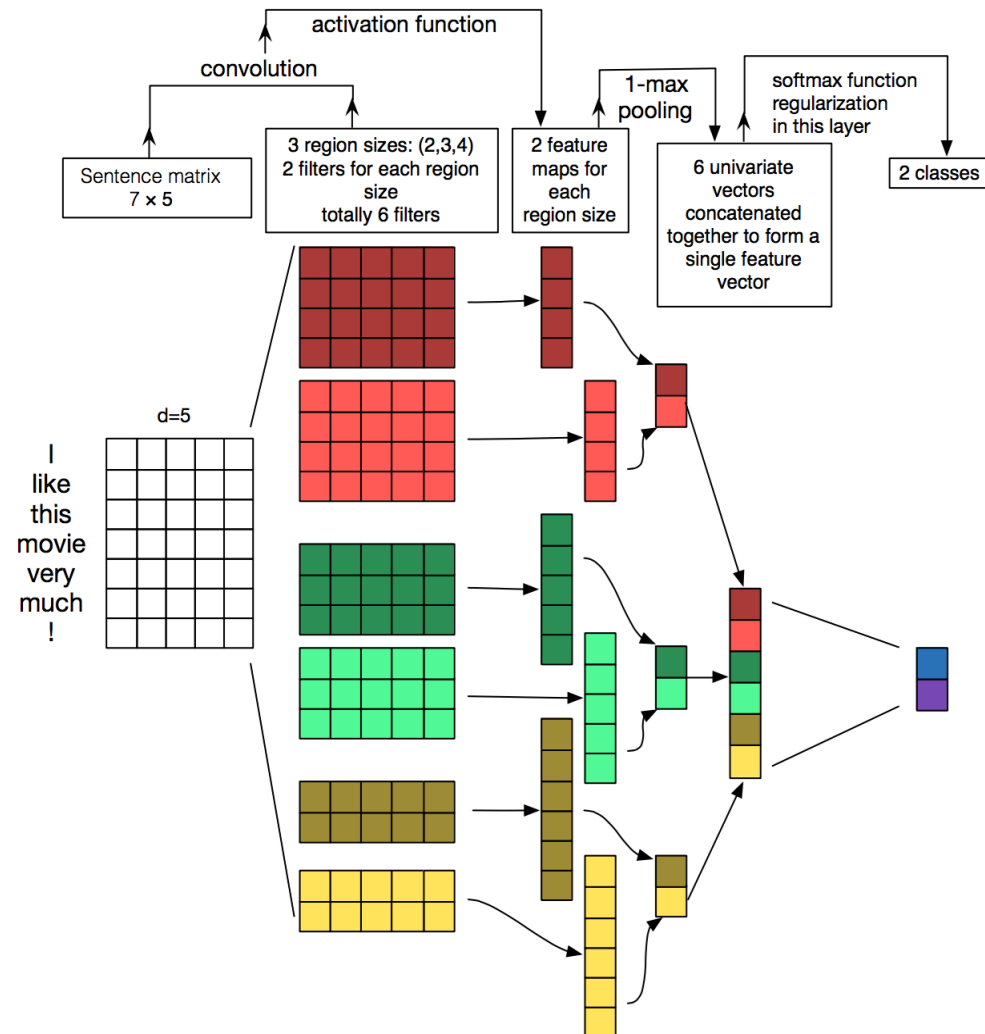 activation function
convolution
1-max
pooling
softmax function
regularization
in this layer
Sentence matrix
7 × 5
3 region sizes: (2,3,4)
2 filters for each region
size
totally 6 filters
2 feature
maps for
each
region size
6 univariate
vectors
concatenated
together to form a
single feature
vector
2 classes
d=5
I
like
this
movie
very
much
!